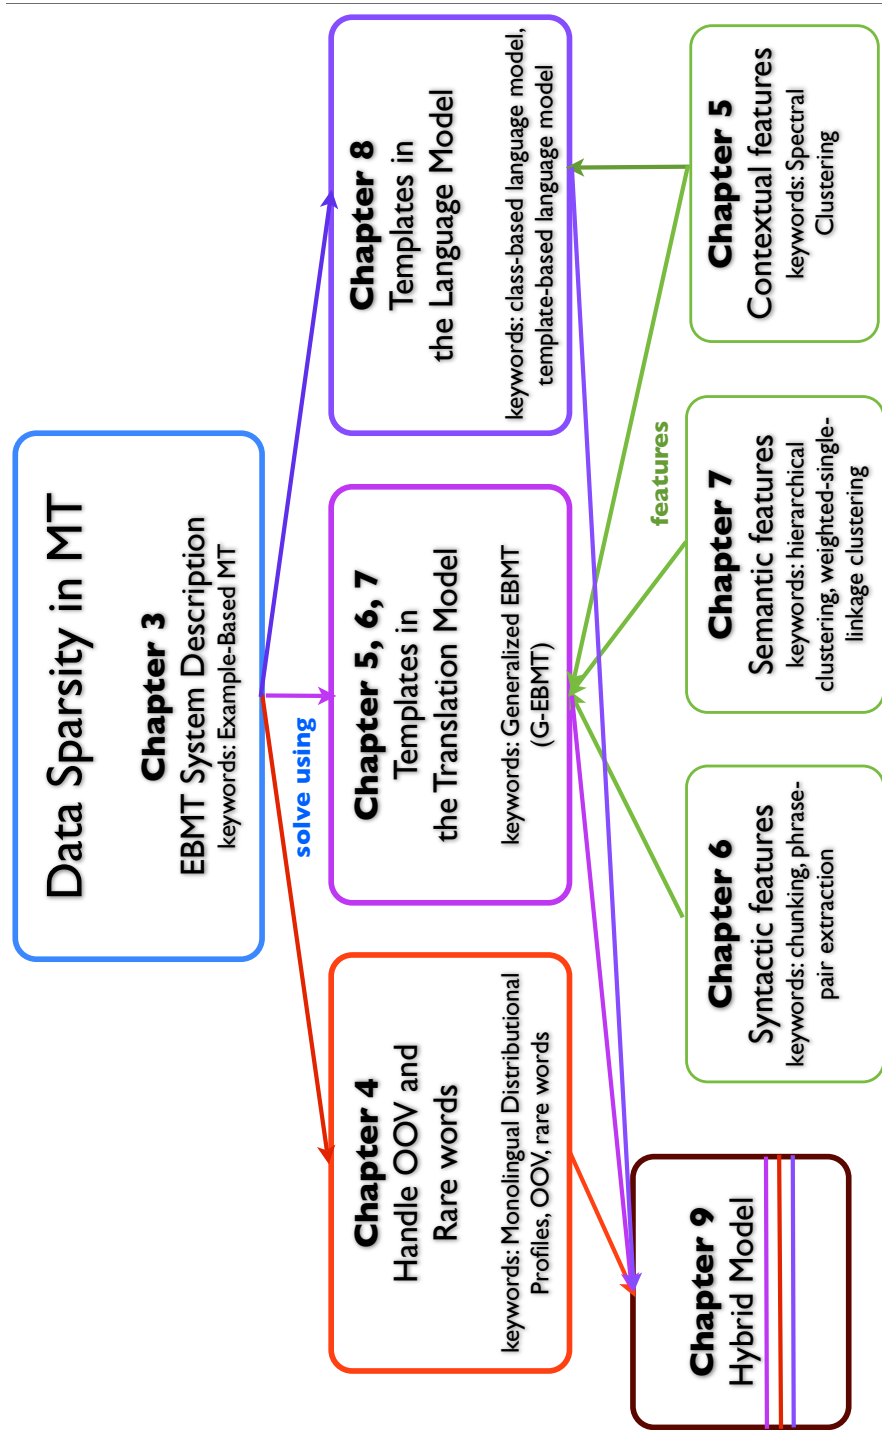 Data Sparsity in MT
Chapter 3
EBMT System Description
keywords: Example-Based MT
solve using
Chapter 4
Handle OOV and
Rare words
keywords: Monolingual Distributional
Profiles, OOV, rare words
Chapter 5, 6, 7
Templates in
the Translation Model
keywords: Generalized EBMT
(G-EBMT)
Chapter 8
Templates in
the Language Model
keywords: class-based language model,
template-based language model
features
Chapter 9
Hybrid Model
Chapter 6
Syntactic features
keywords: chunking, phrase-
pair extraction
Chapter 7
Semantic features
keywords: hierarchical
clustering, weighted-single-
linkage clustering
Chapter 5
Contextual features
keywords: Spectral
Clustering